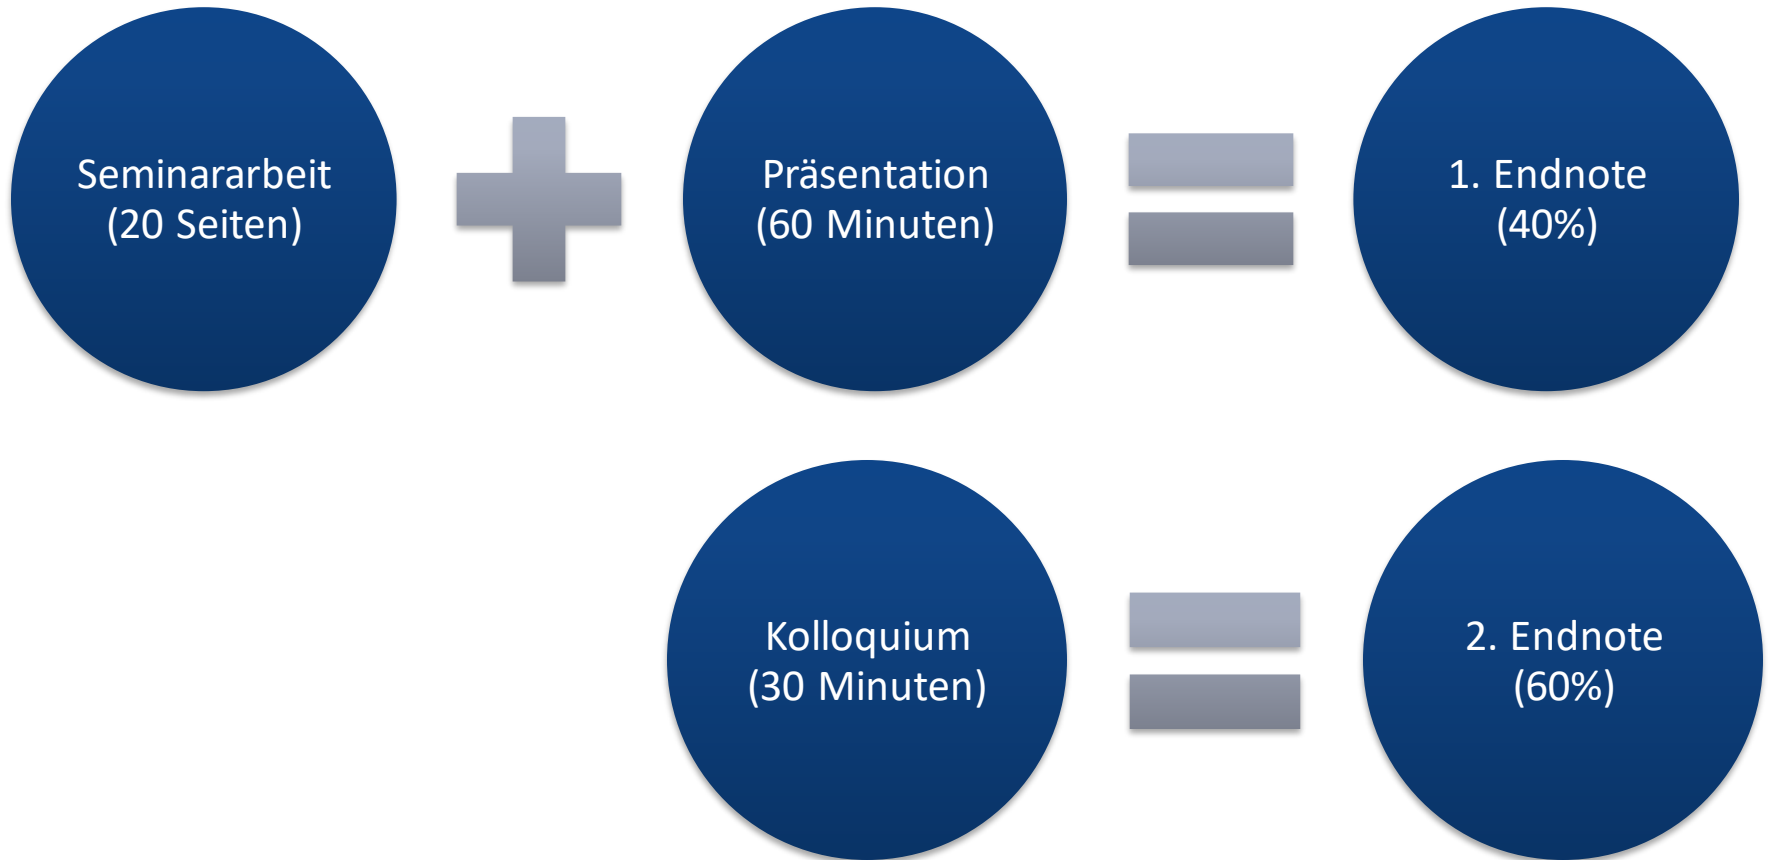 Seminararbeit
(20 Seiten)
Präsentation
(60 Minuten)
1. Endnote
(40%)
Kolloquium
(30 Minuten)
2. Endnote
(60%)